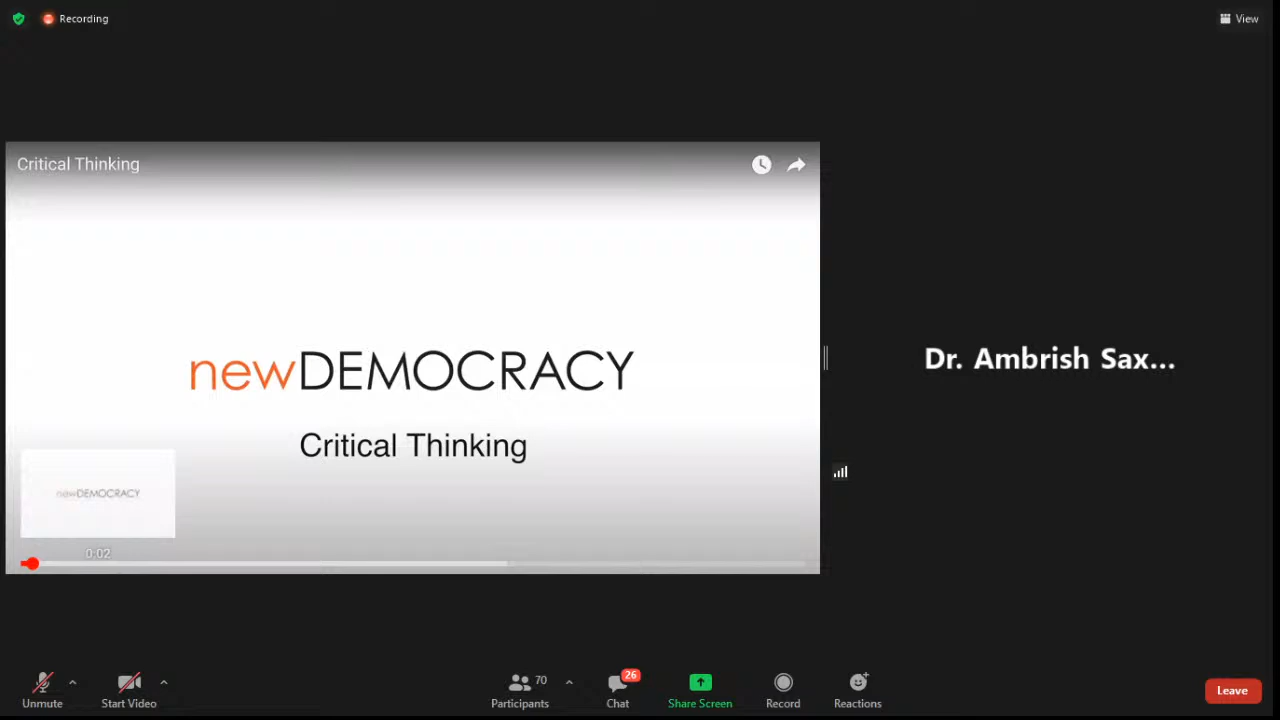 Recording
View
Critical Thinking
newDEMOCRACY
Critical Thinking
newDEMOCRACY
0:02
Dr. Ambrish Sax...
Unmute
Start Video
70
Participants
26
Chat
Share Screen
Record
Reactions
Leave